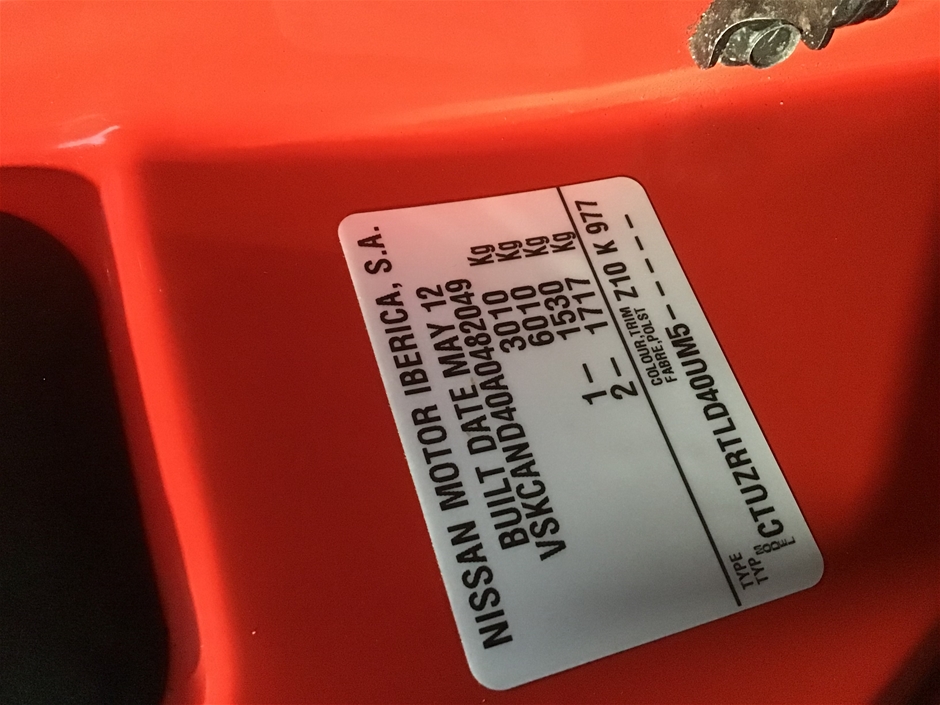 NISSAN MOTOR IBERICA, S.A.
BUILT DATE MAY 12
VSKCAND40A0482049
3010 Kg
6010 Kg
1 – 1530 Kg
2 – 1717 Kg
COLOUR,TRIM Z10 K 977
FABRE,POLST
TYPE
TYP
MODEL CTUZRTLD40UM5 – – – – –